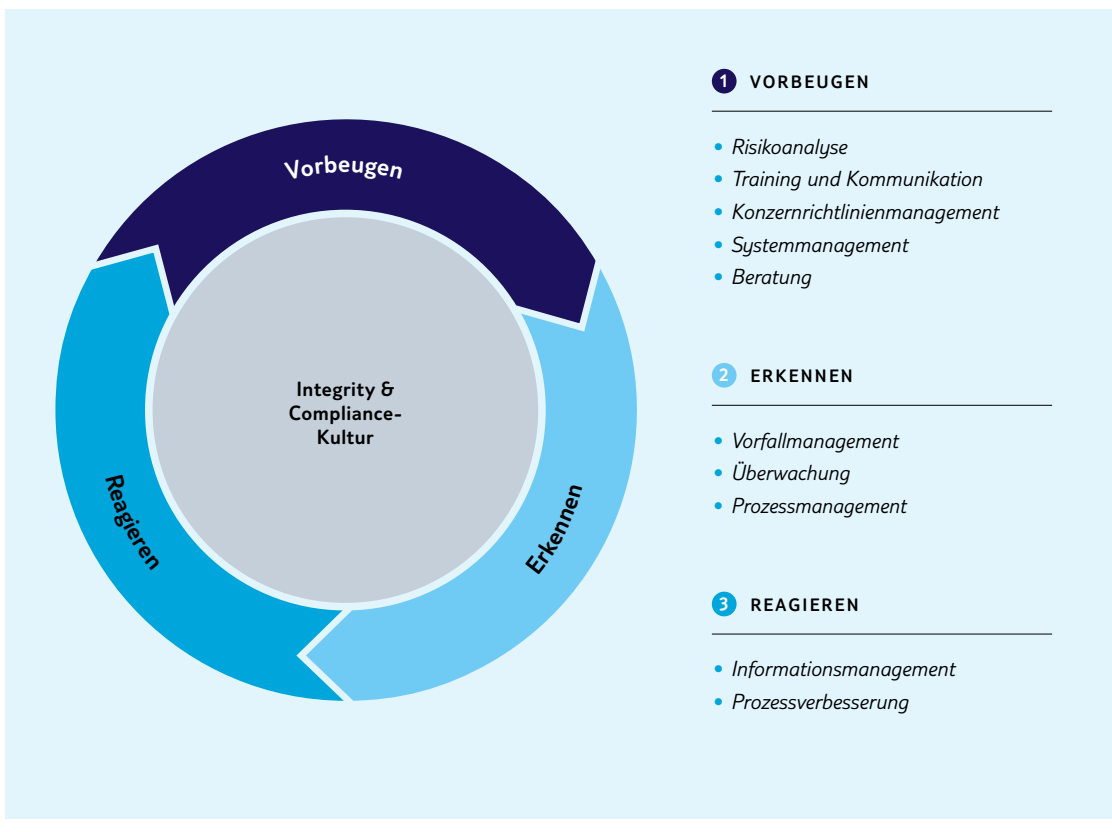 Vorbeugen
Erkennen
Reagieren
Integrity &
Compliance-
Kultur
1 VORBEUGEN
• Risikoanalyse
• Training und Kommunikation
• Konzernrichtlinienmanagement
• Systemmanagement
• Beratung
2 ERKENNEN
• Vorfallmanagement
• Überwachung
• Prozessmanagement
3 REAGIEREN
• Informationsmanagement
• Prozessverbesserung